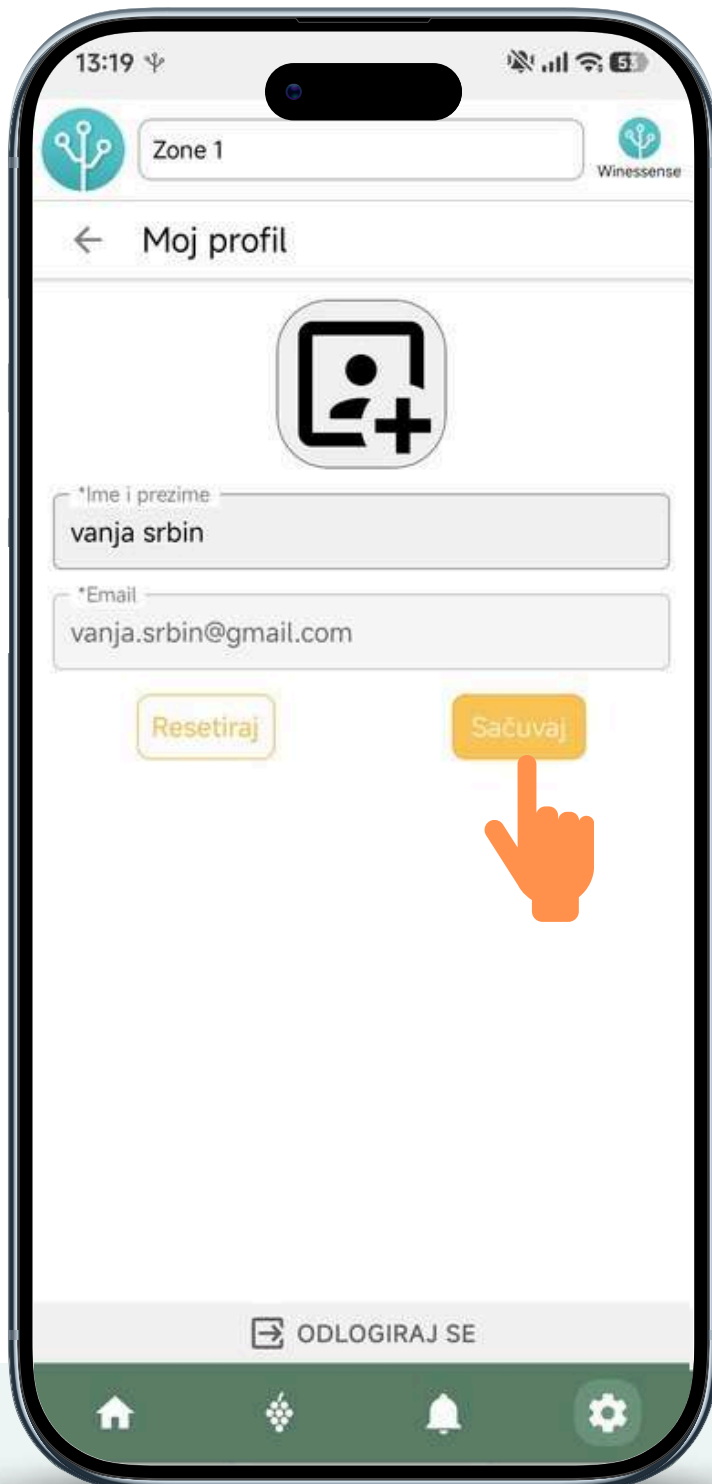 13:19
53
Zone 1
Winessense
Moj profil
*Ime i prezime
vanja srbin
*Email
vanja.srbin@gmail.com
Resetiraj
Sačuvaj
ODLOGIRAJ SE